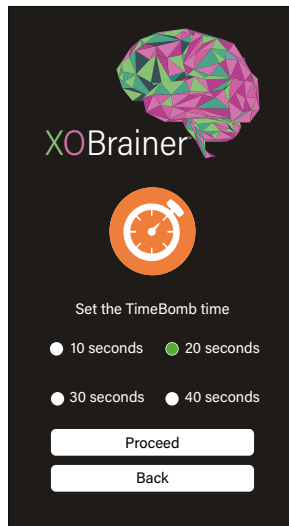 XOBrainer
Set the TimeBomb time
10 seconds 20 seconds
30 seconds 40 seconds
Proceed
Back